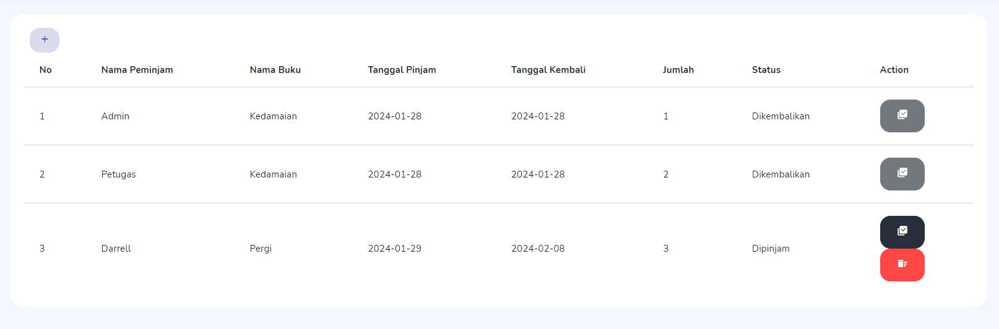 +
No Nama Peminjam Nama Buku Tanggal Pinjam Tanggal Kembali Jumlah Status Action
1 Admin Kedamaian 2024-01-28 2024-01-28 1 Dikembalikan
2 Petugas Kedamaian 2024-01-28 2024-01-28 2 Dikembalikan
3 Darrell Pergi 2024-01-29 2024-02-08 3 Dipinjam